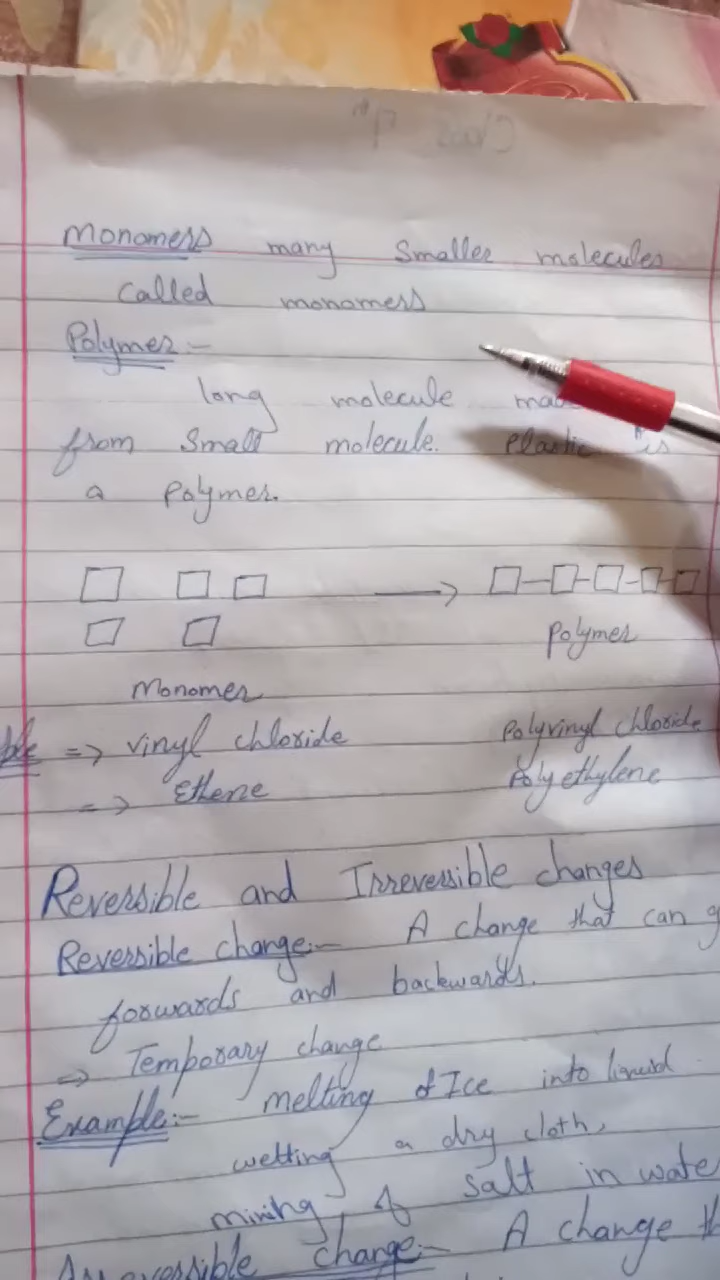 Monomers many smaller molecules
called monomers
Polymer:-
long molecule
from small molecule. Plastic is
a polymer.
Polymer
Monomer
=> vinyl chloride Polyvinyl chloride
=> Ethene Polyethylene
Reversible and Irreversible changes
Reversible change:- A change that can
forwards and backwards.
=> Temporary change
Example:- melting of Ice into liquid
wetting a dry cloth,
mixing of salt in
change:- A change